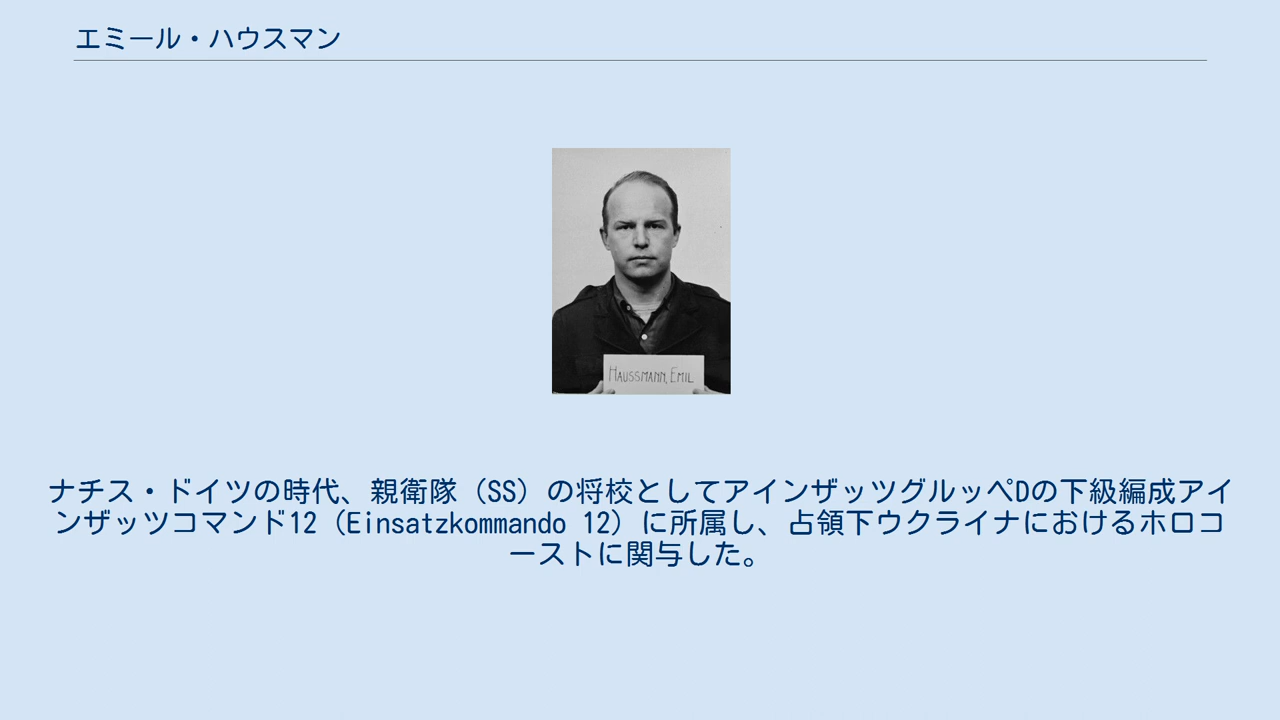 エミール・ハウスマン
HAUSSMANN, EMIL
ナチス・ドイツの時代、親衛隊（SS）の将校としてアインザッツグルッペDの下級編成アイ
ンザッツコマンド12（Einsatzkommando 12）に所属し、占領下ウクライナにおけるホロコ
ーストに関与した。